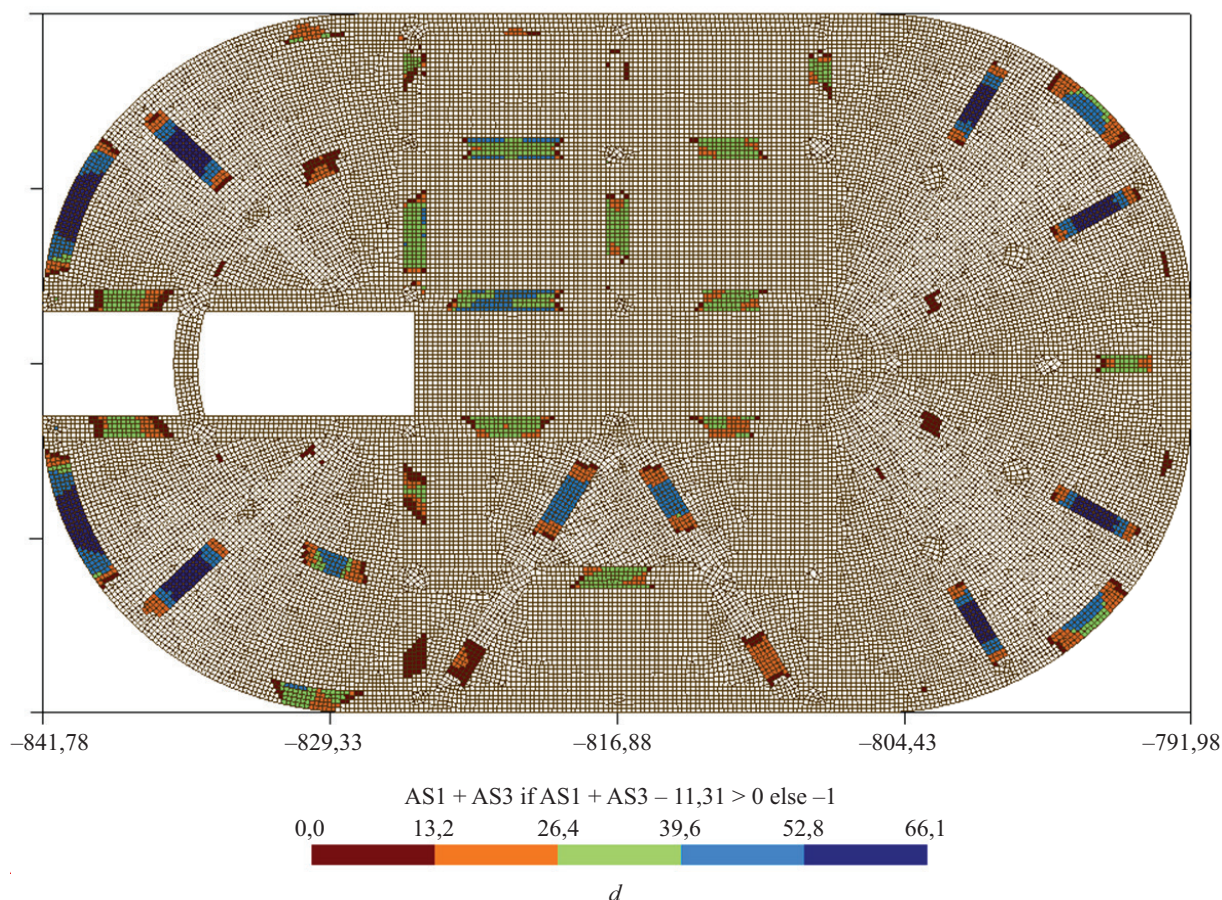 –841,78 –829,33 –816,88 –804,43 –791,98
AS1 + AS3 if AS1 + AS3 – 11,31 > 0 else –1
0,0 13,2 26,4 39,6 52,8 66,1
d